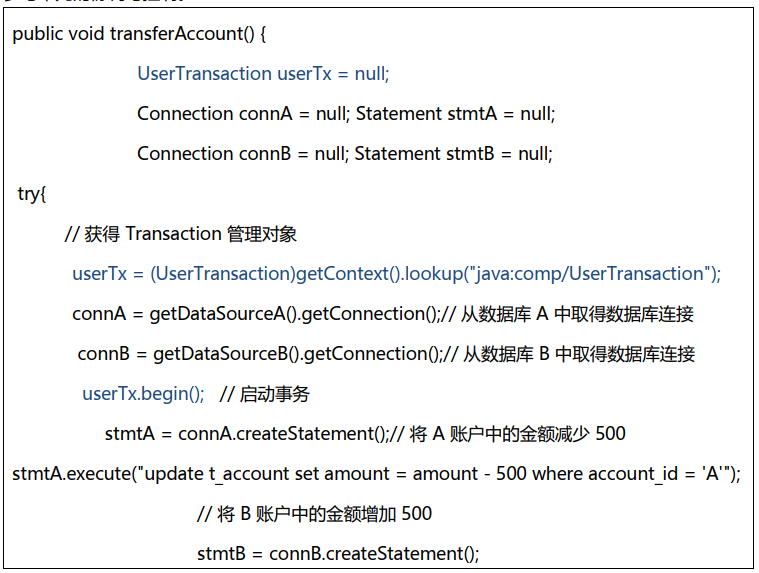 public void transferAccount() {
UserTransaction userTx = null;
Connection connA = null; Statement stmtA = null;
Connection connB = null; Statement stmtB = null;
try{
// 获得 Transaction 管理对象
userTx = (UserTransaction)getContext().lookup("java:comp/UserTransaction");
connA = getDataSourceA().getConnection();// 从数据库 A 中取得数据库连接
connB = getDataSourceB().getConnection();// 从数据库 B 中取得数据库连接
userTx.begin(); // 启动事务
stmtA = connA.createStatement();// 将 A 账户中的金额减少 500
stmtA.execute("update t_account set amount = amount - 500 where account_id = 'A'");
// 将 B 账户中的金额增加 500
stmtB = connB.createStatement();